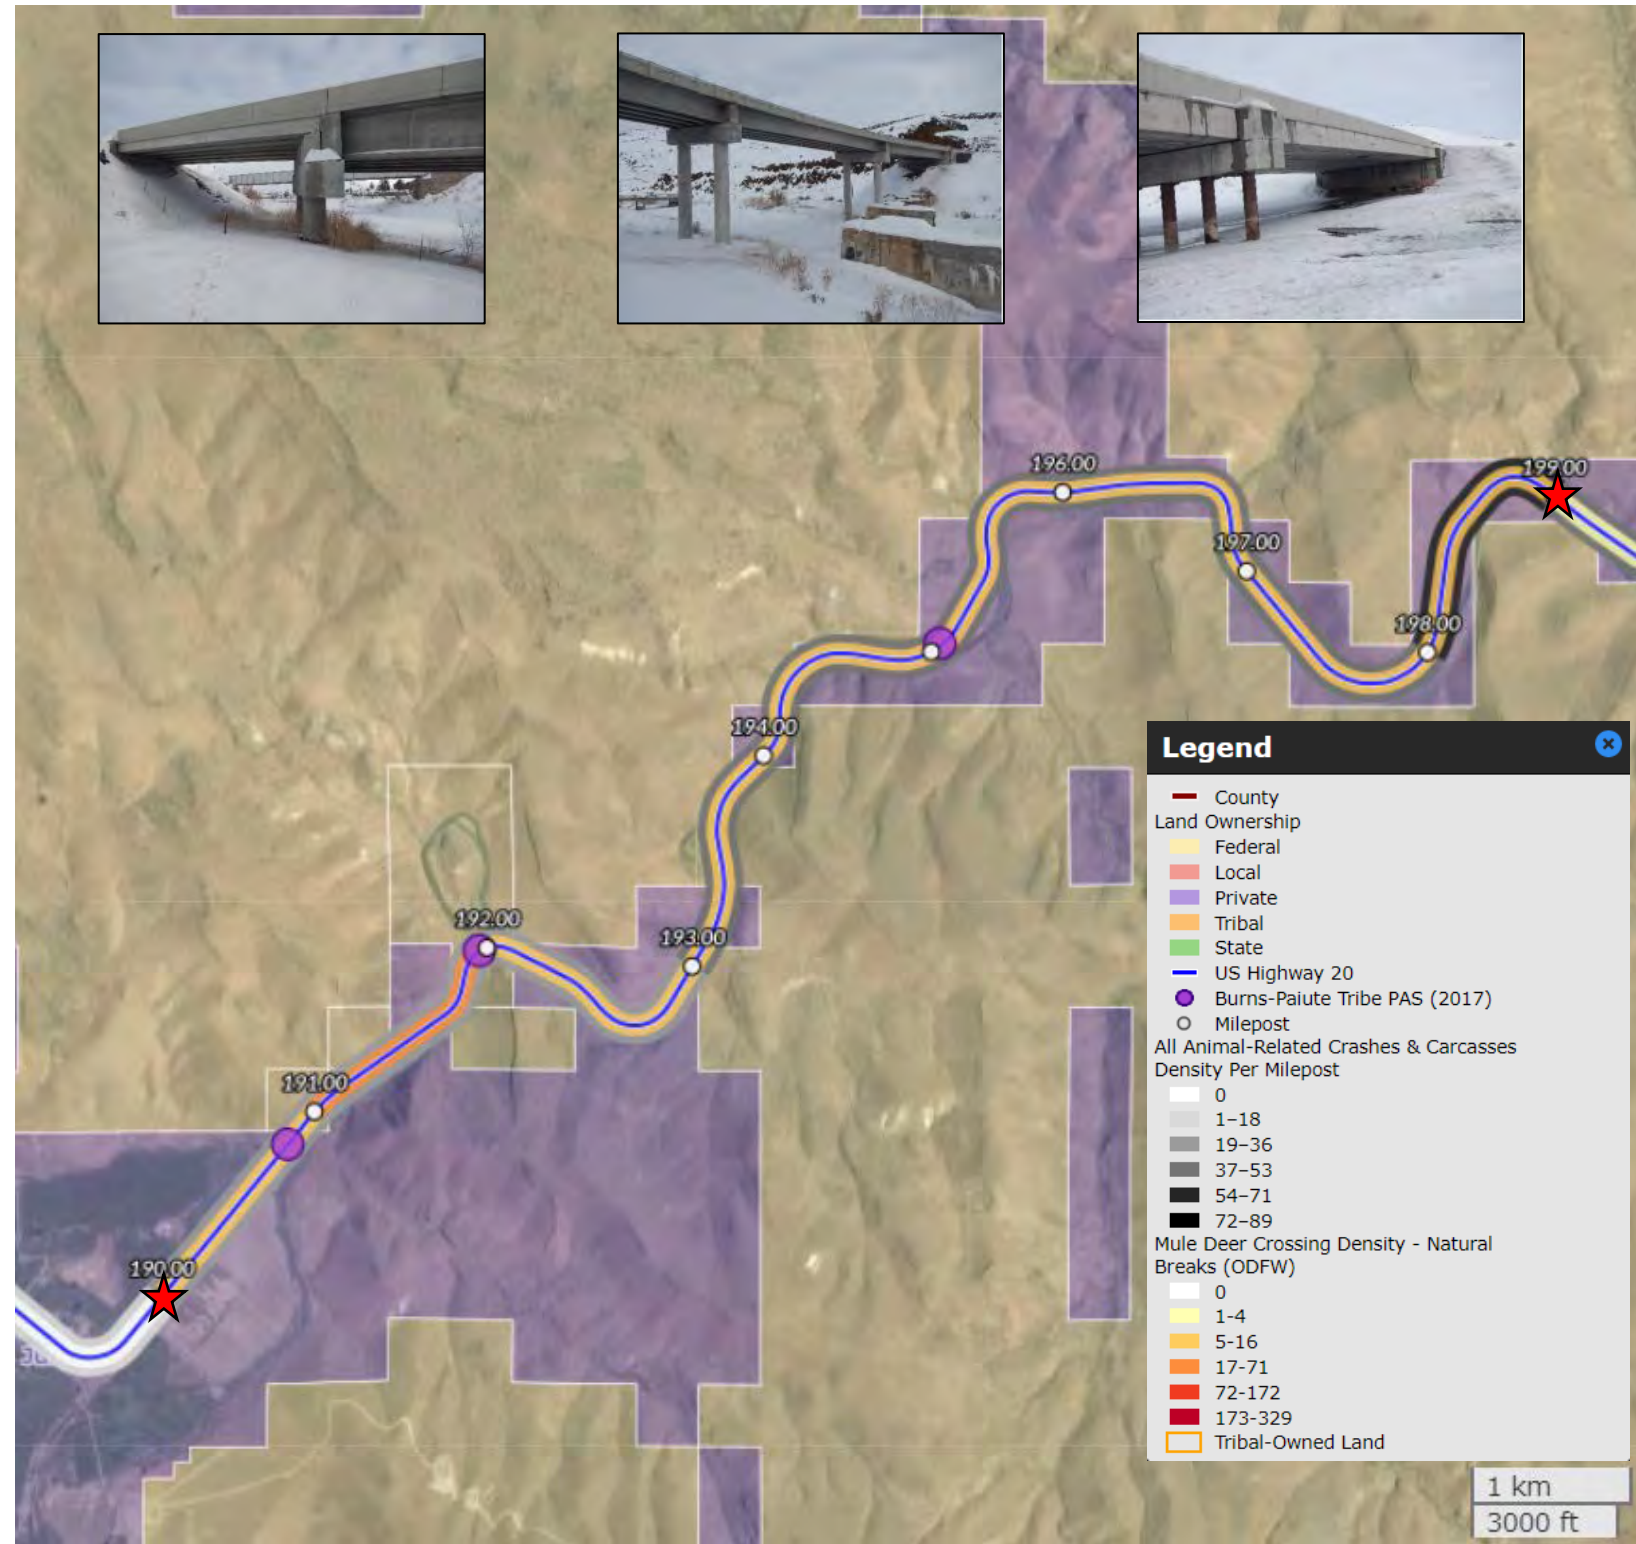 196.00
199.00
197.00
198.00
194.00
192.00
193.00
191.00
190.00
Legend
County
Land Ownership
Federal
Local
Private
Tribal
State
US Highway 20
Burns-Paiute Tribe PAS (2017)
Milepost
All Animal-Related Crashes & Carcasses
Density Per Milepost
0
1–18
19–36
37–53
54–71
72–89
Mule Deer Crossing Density - Natural
Breaks (ODFW)
0
1-4
5-16
17-71
72-172
173-329
Tribal-Owned Land
1 km
3000 ft